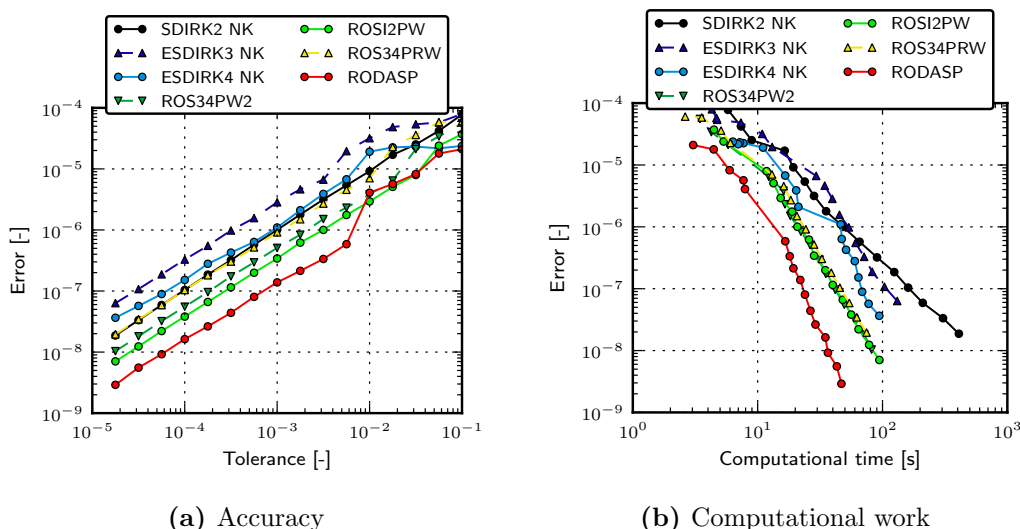 SDIRK2 NK
ESDIRK3 NK
ESDIRK4 NK
ROS34PW2
ROSI2PW
ROS34PRW
RODASP
10^-4
10^-5
10^-6
10^-7
10^-8
10^-9
Error [-]
10^-5
10^-4
10^-3
10^-2
10^-1
Tolerance [-]
(a) Accuracy
SDIRK2 NK
ESDIRK3 NK
ESDIRK4 NK
ROS34PW2
ROSI2PW
ROS34PRW
RODASP
10^-4
10^-5
10^-6
10^-7
10^-8
10^-9
Error [-]
10^0
10^1
10^2
10^3
Computational time [s]
(b) Computational work